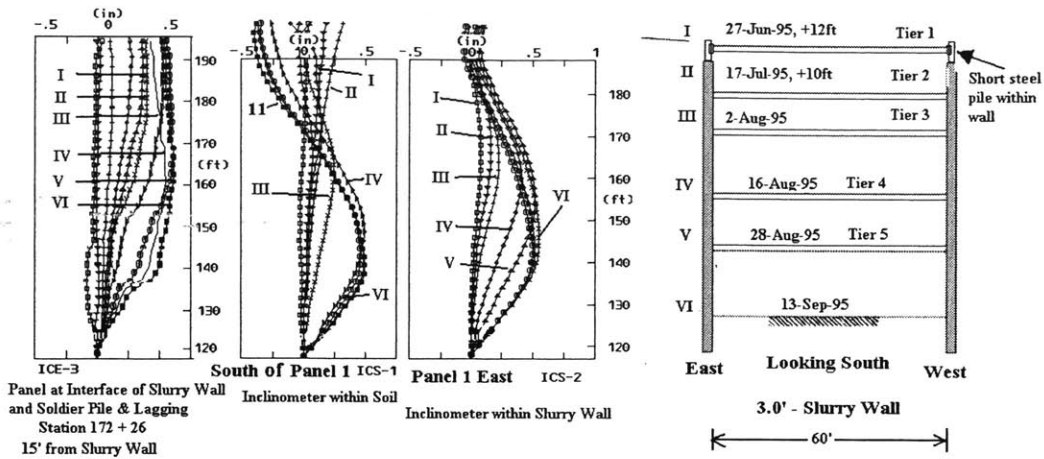 (in)
-.5 0 .5
I
II
III
IV
V
VI
190
180
170
(ft)
160
150
140
130
120
ICE-3
Panel at Interface of Slurry Wall
and Soldier Pile & Lagging
Station 172 + 26
15' from Slurry Wall
(in)
-.5 0 .5
190
I
II
11
III
IV
VI
South of Panel 1 ICS-1
Inclinometer within Soil
(in)
-.5 .5 1
190
180
170
160
(ft)
150
140
130
120
I
II
III
IV
V
VI
Panel 1 East ICS-2
Inclinometer within Slurry Wall
I 27-Jun-95, +12ft Tier 1
II 17-Jul-95, +10ft Tier 2
III 2-Aug-95 Tier 3
IV 16-Aug-95 Tier 4
V 28-Aug-95 Tier 5
VI 13-Sep-95
Short steel
pile within
wall
East Looking South West
3.0' - Slurry Wall
60'